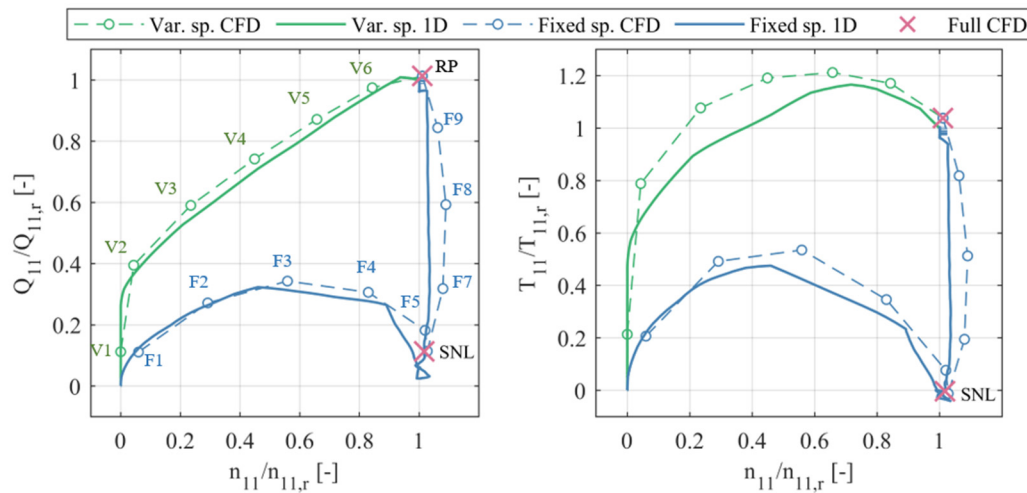 Var. sp. CFD Var. sp. 1D Fixed sp. CFD Fixed sp. 1D Full CFD
Q11/Q11,r [-]
1
0.8
0.6
0.4
0.2
0
0 0.2 0.4 0.6 0.8 1
n11/n11,r [-]
V1
V2
V3
V4
V5
V6
RP
F9
F8
F7
F5
F4
F3
F2
F1
SNL
T11/T11,r [-]
1.2
1
0.8
0.6
0.4
0.2
0
0 0.2 0.4 0.6 0.8 1
n11/n11,r [-]
SNL